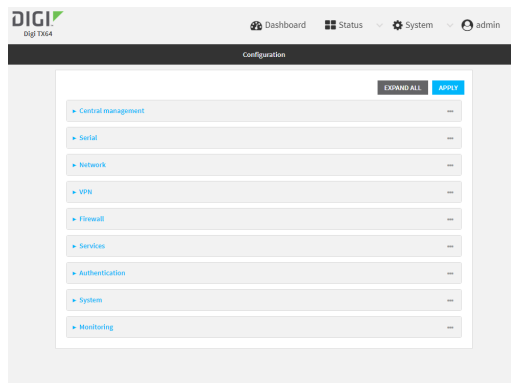 DIGI.
Digi TX64
Dashboard Status System admin
Configuration
EXPAND ALL APPLY
Central management
Serial
Network
VPN
Firewall
Services
Authentication
System
Monitoring